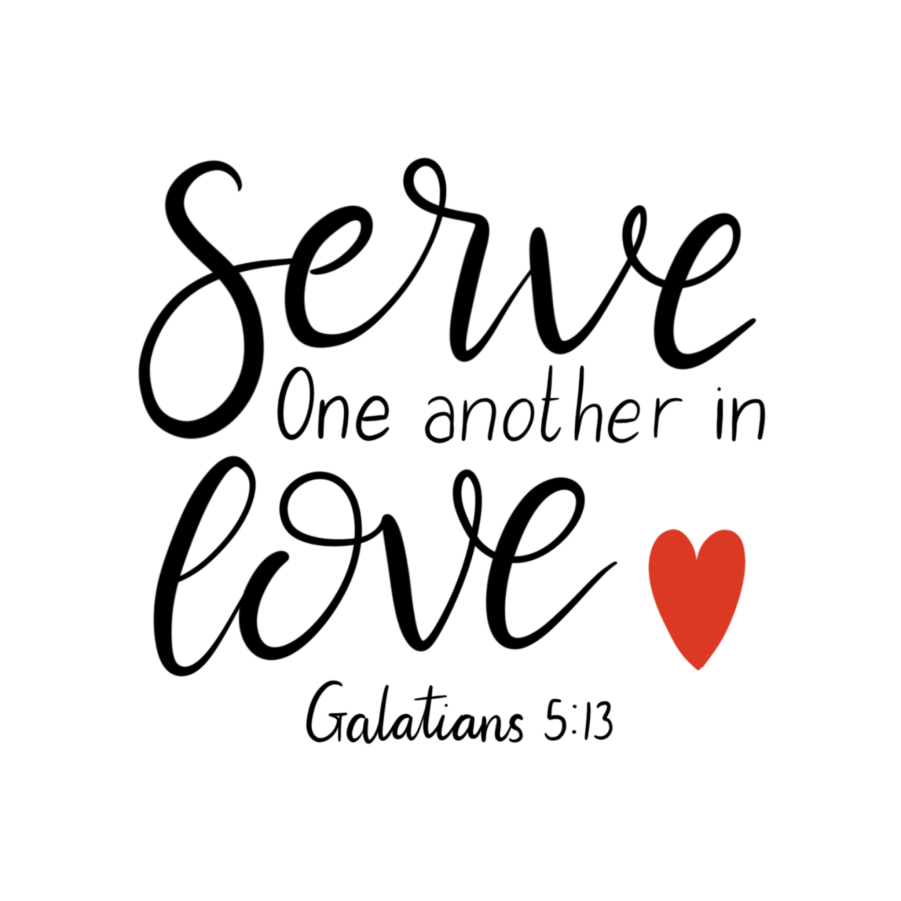 Serve
One another in
love
Galatians 5:13